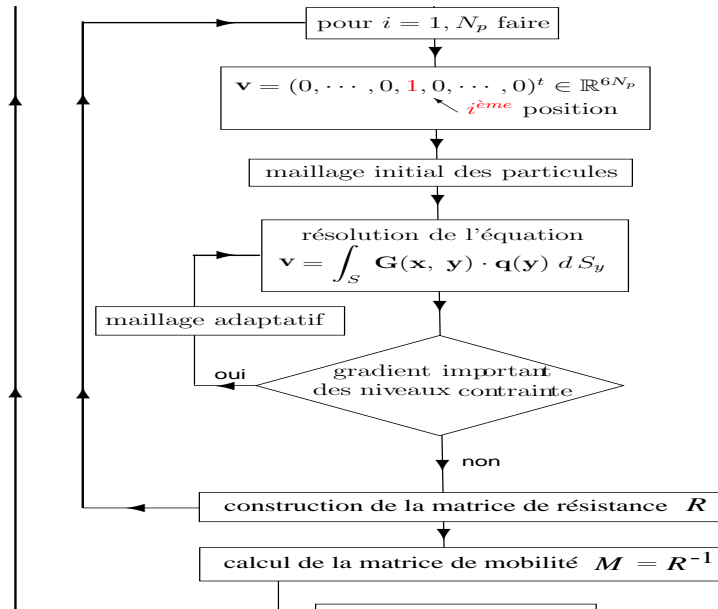 pour i = 1, N_p faire
v = (0, ⋯ , 0, 1, 0, ⋯ , 0)^t ∈ ℝ^{6N_p}
i^{ème} position
maillage initial des particules
résolution de l'équation
v = ∫_S G(x, y) · q(y) d S_y
maillage adaptatif
gradient important
oui
des niveaux contrainte
non
construction de la matrice de résistance R
calcul de la matrice de mobilité M = R^{-1}